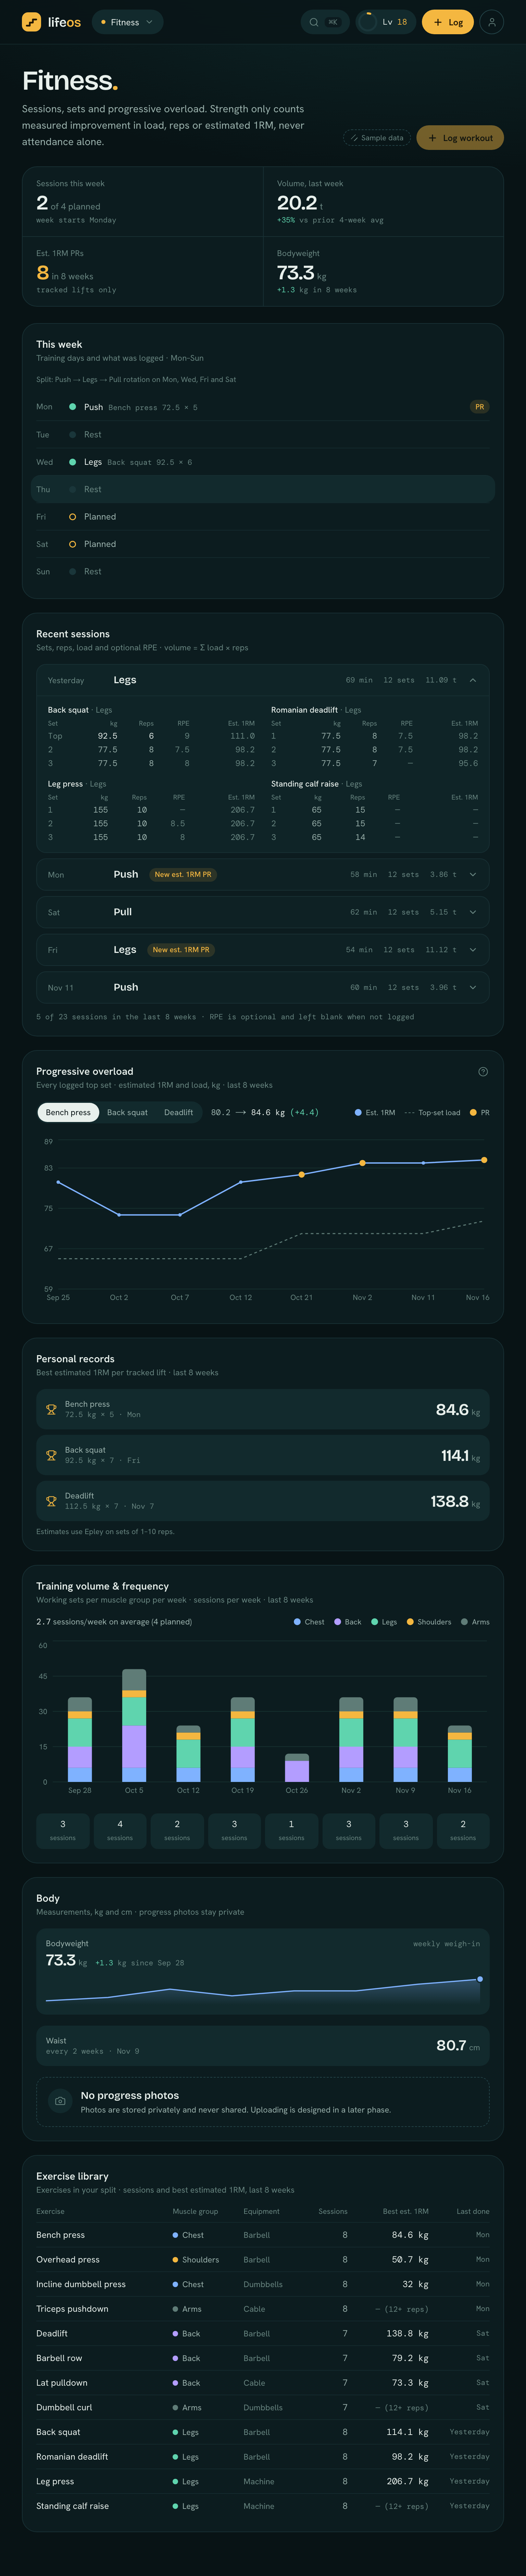 lifeos
Fitness
⌘K
Lv 18
+ Log
Fitness.
Sessions, sets and progressive overload. Strength only counts
measured improvement in load, reps or estimated 1RM, never
attendance alone.
Sample data
+ Log workout
Sessions this week
2 of 4 planned
week starts Monday
Volume, last week
20.2 t
+35% vs prior 4-week avg
Est. 1RM PRs
8 in 8 weeks
tracked lifts only
Bodyweight
73.3 kg
+1.3 kg in 8 weeks
This week
Training days and what was logged · Mon–Sun
Split: Push → Legs → Pull rotation on Mon, Wed, Fri and Sat
Mon Push Bench press 72.5 × 5 PR
Tue Rest
Wed Legs Back squat 92.5 × 6
Thu Rest
Fri Planned
Sat Planned
Sun Rest
Recent sessions
Sets, reps, load and optional RPE · volume = Σ load × reps
Yesterday Legs 69 min 12 sets 11.09 t
Back squat · Legs
Set kg Reps RPE Est. 1RM
Top 92.5 6 9 111.0
2 77.5 8 7.5 98.2
3 77.5 8 8 98.2
Romanian deadlift · Legs
Set kg Reps RPE Est. 1RM
1 77.5 8 7.5 98.2
2 77.5 8 7.5 98.2
3 77.5 7 – 95.6
Leg press · Legs
Set kg Reps RPE Est. 1RM
1 155 10 – 206.7
2 155 10 8.5 206.7
3 155 10 8 206.7
Standing calf raise · Legs
Set kg Reps RPE Est. 1RM
1 65 15 – –
2 65 15 – –
3 65 14 – –
Mon Push New est. 1RM PR 58 min 12 sets 3.86 t
Sat Pull 62 min 12 sets 5.15 t
Fri Legs New est. 1RM PR 54 min 12 sets 11.12 t
Nov 11 Push 60 min 12 sets 3.96 t
5 of 23 sessions in the last 8 weeks · RPE is optional and left blank when not logged
Progressive overload
Every logged top set · estimated 1RM and load, kg · last 8 weeks
Bench press Back squat Deadlift 80.2 → 84.6 kg (+4.4) Est. 1RM Top-set load PR
89
83
75
67
59
Sep 25 Oct 2 Oct 7 Oct 12 Oct 21 Nov 2 Nov 11 Nov 16
Personal records
Best estimated 1RM per tracked lift · last 8 weeks
Bench press
72.5 kg × 5 · Mon
84.6 kg
Back squat
92.5 kg × 7 · Fri
114.1 kg
Deadlift
112.5 kg × 7 · Nov 7
138.8 kg
Estimates use Epley on sets of 1–10 reps.
Training volume & frequency
Working sets per muscle group per week · sessions per week · last 8 weeks
2.7 sessions/week on average (4 planned) Chest Back Legs Shoulders Arms
60
45
30
15
0
Sep 28 Oct 5 Oct 12 Oct 19 Oct 26 Nov 2 Nov 9 Nov 16
3 4 2 3 1 3 3 2
sessions sessions sessions sessions sessions sessions sessions sessions
Body
Measurements, kg and cm · progress photos stay private
Bodyweight weekly weigh-in
73.3 kg +1.3 kg since Sep 28
Waist
every 2 weeks · Nov 9
80.7 cm
No progress photos
Photos are stored privately and never shared. Uploading is designed in a later phase.
Exercise library
Exercises in your split · sessions and best estimated 1RM, last 8 weeks
Exercise Muscle group Equipment Sessions Best est. 1RM Last done
Bench press Chest Barbell 8 84.6 kg Mon
Overhead press Shoulders Barbell 8 50.7 kg Mon
Incline dumbbell press Chest Dumbbells 8 32 kg Mon
Triceps pushdown Arms Cable 8 – (12+ reps) Mon
Deadlift Back Barbell 7 138.8 kg Sat
Barbell row Back Barbell 7 79.2 kg Sat
Lat pulldown Back Cable 7 73.3 kg Sat
Dumbbell curl Arms Dumbbells 7 – (12+ reps) Sat
Back squat Legs Barbell 8 114.1 kg Yesterday
Romanian deadlift Legs Barbell 8 98.2 kg Yesterday
Leg press Legs Machine 8 206.7 kg Yesterday
Standing calf raise Legs Machine 8 – (12+ reps) Yesterday